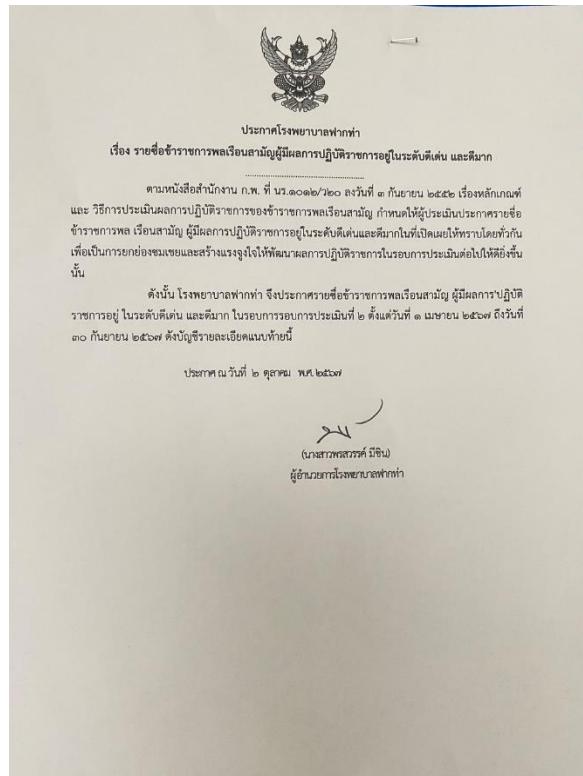 ประกาศโรงพยาบาลฟากท่า
เรื่อง รายชื่อข้าราชการพลเรือนสามัญผู้มีผลการปฏิบัติราชการอยู่ในระดับดีเด่น และดีมาก
ตามหนังสือสำนักงาน ก.พ. ที่ นร.๑๐๑๒/ว๒๐ ลงวันที่ ๓ กันยายน ๒๕๕๒ เรื่องหลักเกณฑ์
และ วิธีการประเมินผลการปฏิบัติราชการของข้าราชการพลเรือนสามัญ กำหนดให้ผู้ประเมินประกาศรายชื่อ
ข้าราชการพล เรือนสามัญ ผู้มีผลการปฏิบัติราชการอยู่ในระดับดีเด่นและดีมากในที่เปิดเผยให้ทราบโดยทั่วกัน
เพื่อเป็นการยกย่องชมเชยและสร้างแรงจูงใจให้พัฒนาผลการปฏิบัติราชการในรอบการประเมินต่อไปให้ดียิ่งขึ้น
นั้น
ดังนั้น โรงพยาบาลฟากท่า จึงประกาศรายชื่อข้าราชการพลเรือนสามัญ ผู้มีผลการ'ปฏิบัติ
ราชการอยู่ ในระดับดีเด่น และดีมาก ในรอบการรอบการประเมินที่ ๒ ตั้งแต่วันที่ ๑ เมษายน ๒๕๖๗ ถึงวันที่
๓๐ กันยายน ๒๕๖๗ ดังบัญชีรายละเอียดแนบท้ายนี้
ประกาศ ณ วันที่ ๒ ตุลาคม พ.ศ. ๒๕๖๗
(นางสาวพรสวรรค์ มีชิน)
ผู้อำนวยการโรงพยาบาลฟากท่า